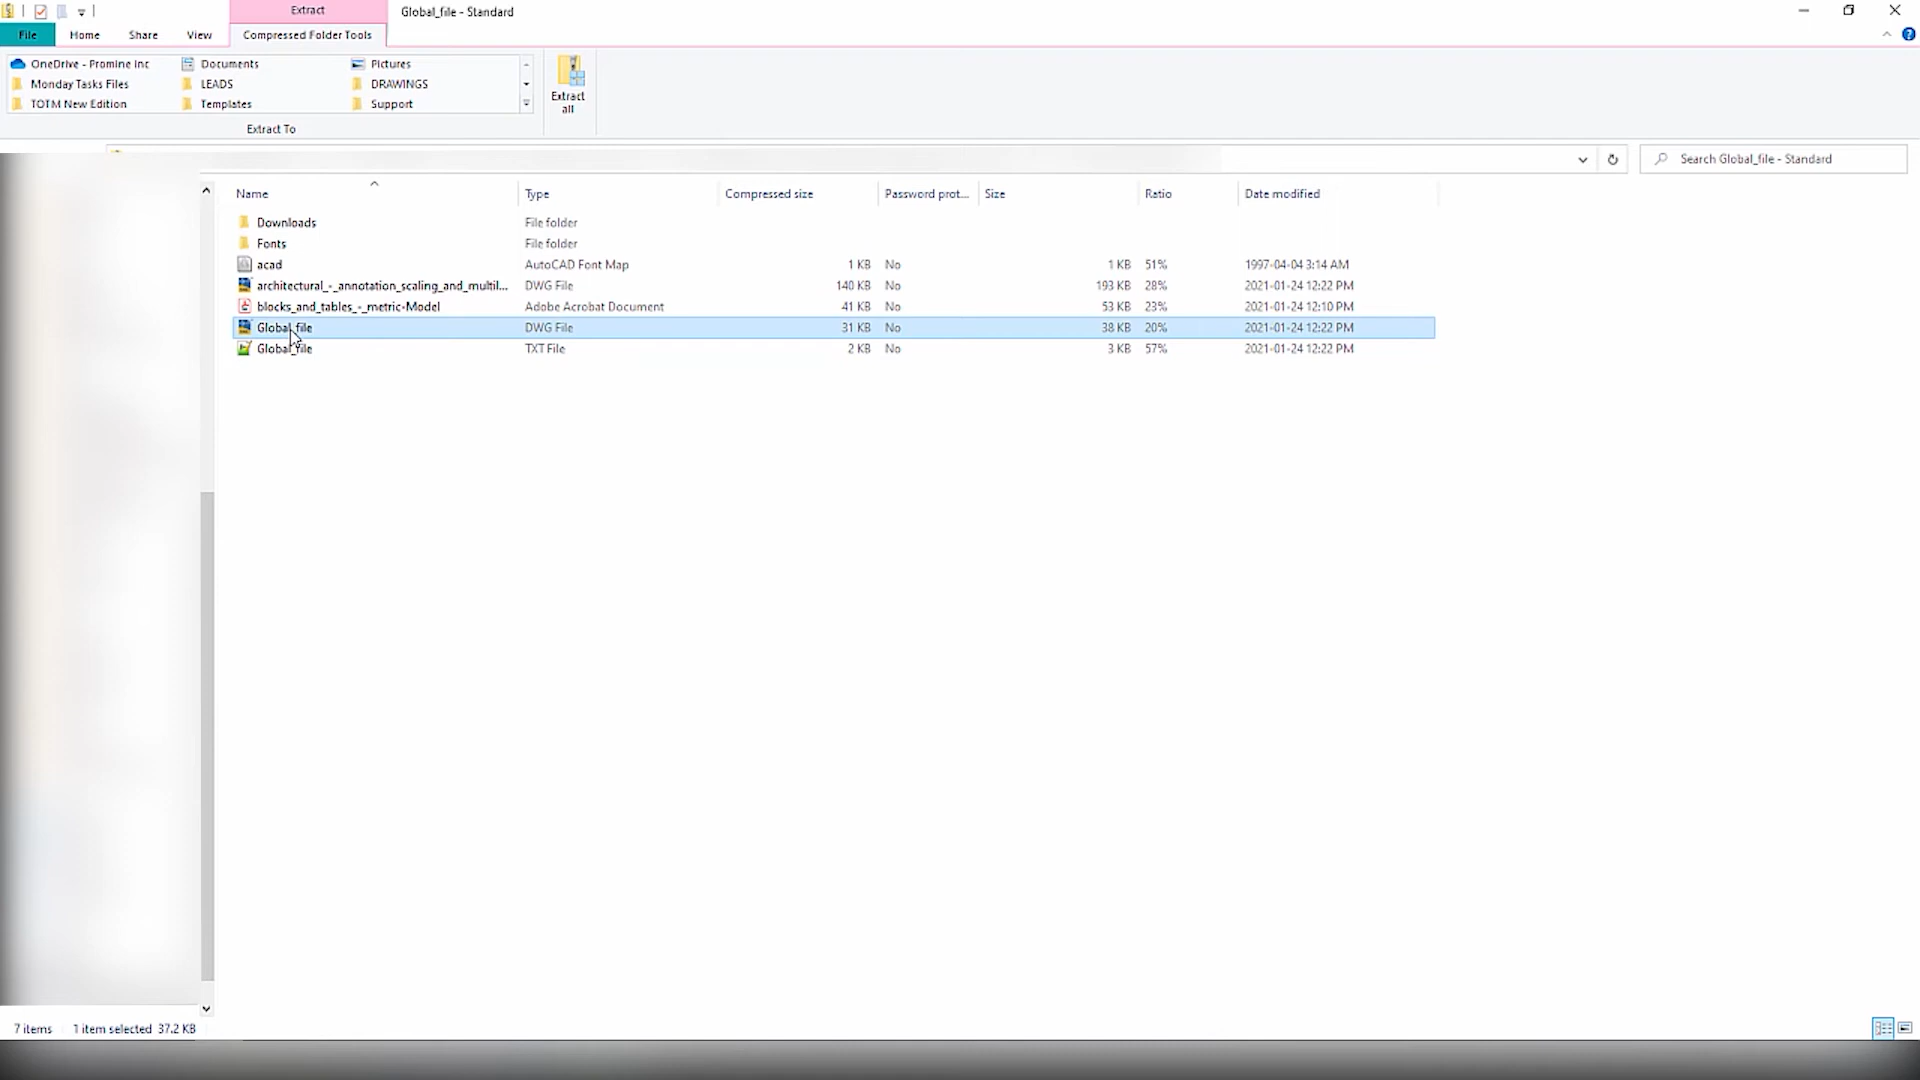 Extract
Global_file - Standard
File Home Share View Compressed Folder Tools
OneDrive - Promine Inc Documents Pictures
Monday Tasks Files LEADS DRAWINGS
TOTM New Edition Templates Support
Extract all
Extract To
Search Global_file - Standard
Name Type Compressed size Password prot... Size Ratio Date modified
Downloads File folder
Fonts File folder
acad AutoCAD Font Map 1 KB No 1 KB 51% 1997-04-04 3:14 AM
architectural_-_annotation_scaling_and_multil... DWG File 140 KB No 193 KB 28% 2021-01-24 12:22 PM
blocks_and_tables_-_metric-Model Adobe Acrobat Document 41 KB No 53 KB 23% 2021-01-24 12:10 PM
Global_file DWG File 31 KB No 38 KB 20% 2021-01-24 12:22 PM
Global_file TXT File 2 KB No 3 KB 57% 2021-01-24 12:22 PM
7 items 1 item selected 37.2 KB